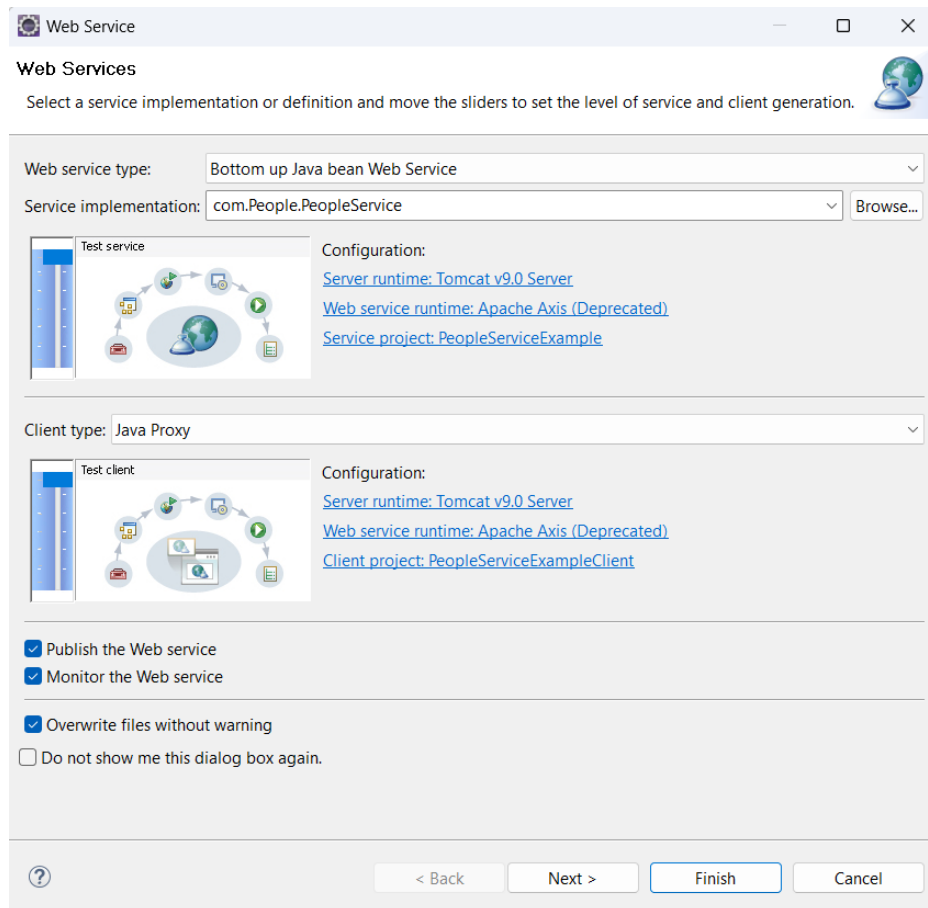 Web Service
Web Services
Select a service implementation or definition and move the sliders to set the level of service and client generation.
Web service type: Bottom up Java bean Web Service
Service implementation: com.People.PeopleService Browse...
Test service
Configuration:
Server runtime: Tomcat v9.0 Server
Web service runtime: Apache Axis (Deprecated)
Service project: PeopleServiceExample
Client type: Java Proxy
Test client
Configuration:
Server runtime: Tomcat v9.0 Server
Web service runtime: Apache Axis (Deprecated)
Client project: PeopleServiceExampleClient
Publish the Web service
Monitor the Web service
Overwrite files without warning
Do not show me this dialog box again.
? < Back Next > Finish Cancel